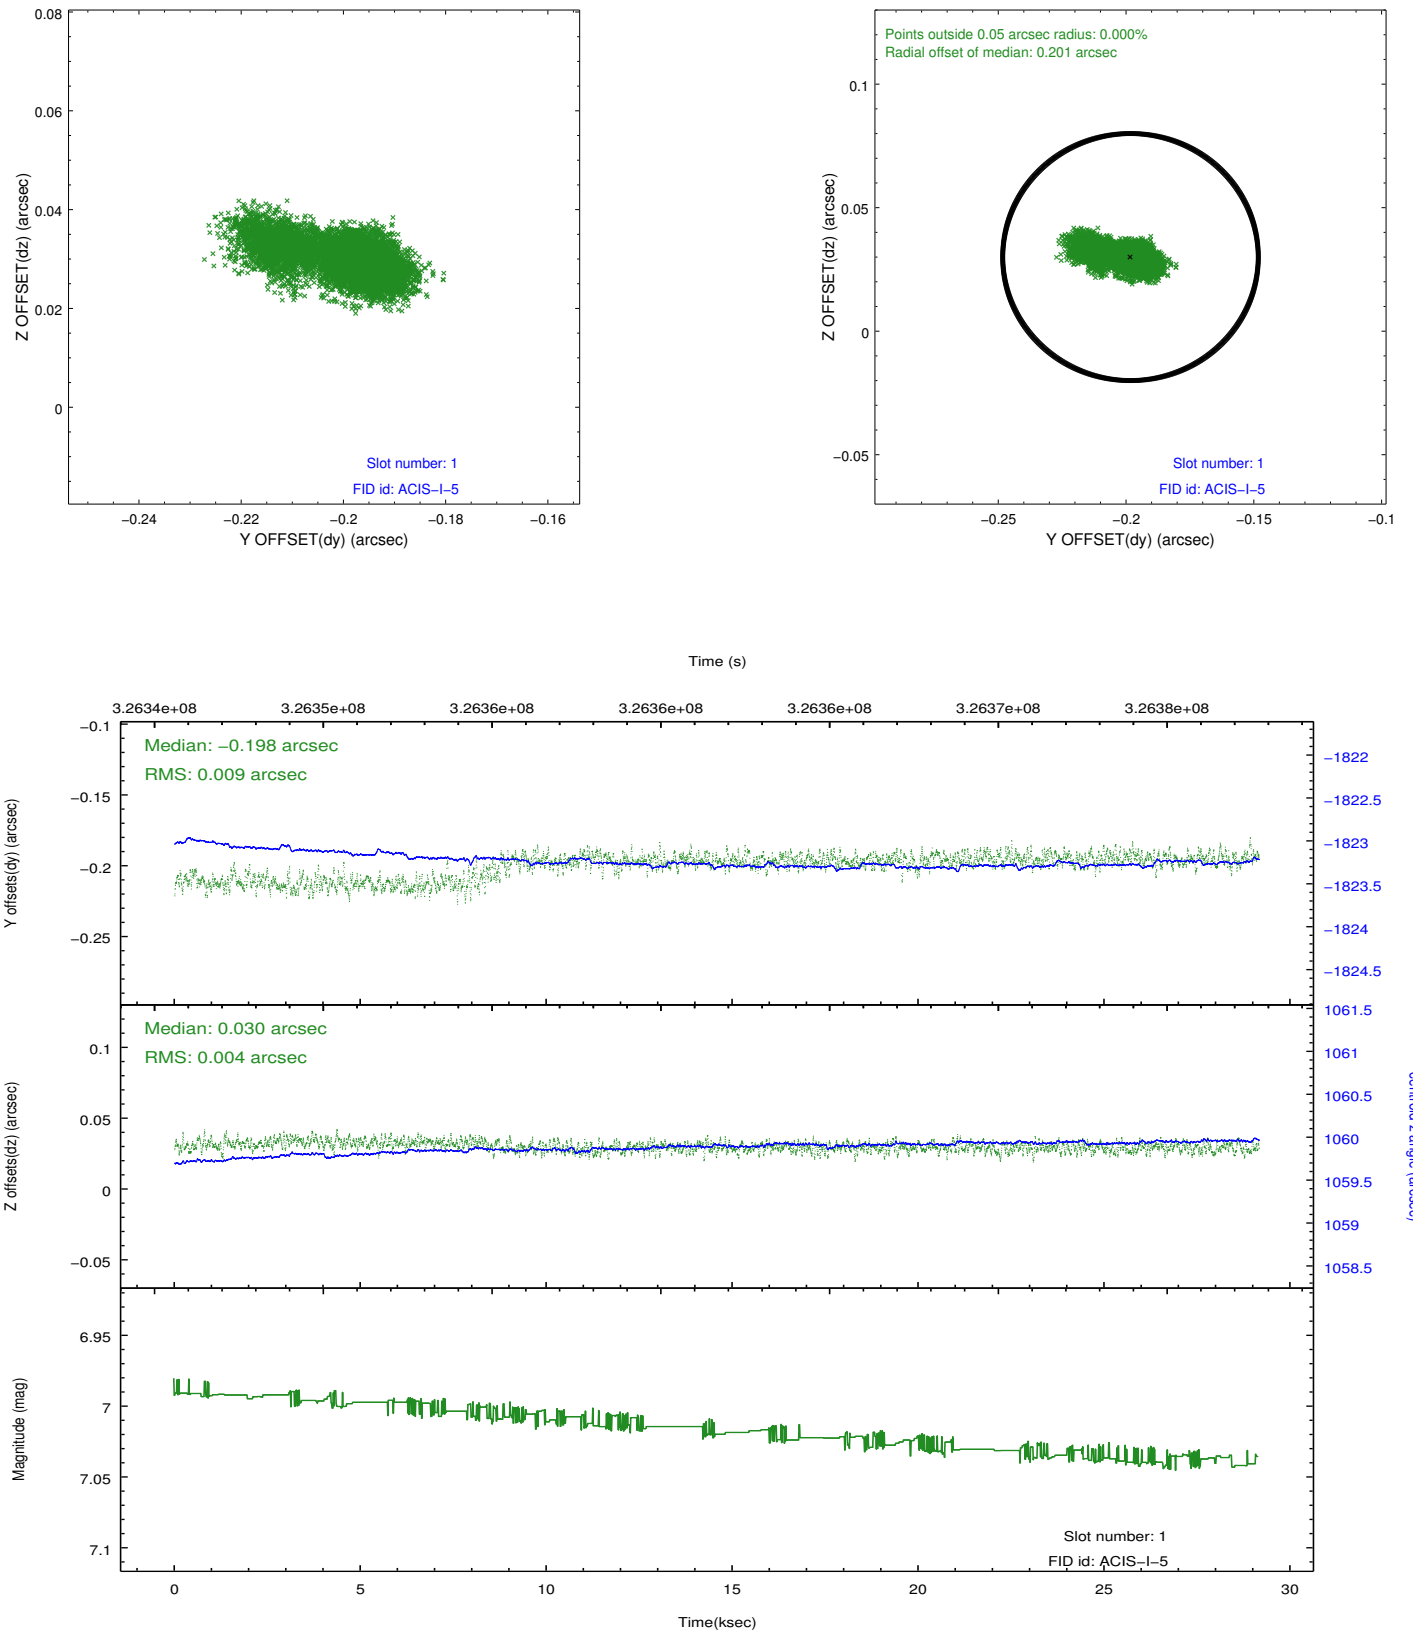 0.08
0.06
0.04
0.02
0
Z OFFSET(dz) (arcsec)
Slot number: 1
FID id: ACIS−I−5
−0.24
−0.22
−0.2
−0.18
−0.16
Y OFFSET(dy) (arcsec)
Points outside 0.05 arcsec radius: 0.000%
Radial offset of median: 0.201 arcsec
0.1
0.05
0
−0.05
Z OFFSET(dz) (arcsec)
Slot number: 1
FID id: ACIS−I−5
−0.25
−0.2
−0.15
−0.1
Y OFFSET(dy) (arcsec)
Time (s)
3.2634e+08
3.2635e+08
3.2636e+08
3.2636e+08
3.2636e+08
3.2637e+08
3.2638e+08
Median: −0.198 arcsec
RMS: 0.009 arcsec
−0.1
−0.15
−0.2
−0.25
Y offsets(dy) (arcsec)
−1822
−1822.5
−1823
−1823.5
−1824
−1824.5
Median: 0.030 arcsec
RMS: 0.004 arcsec
0.1
0.05
0
−0.05
Z offsets(dz) (arcsec)
1061.5
1061
1060.5
1060
1059.5
1059
1058.5
6.95
7
7.05
7.1
Magnitude (mag)
Slot number: 1
FID id: ACIS−I−5
0
5
10
15
20
25
30
Time(ksec)